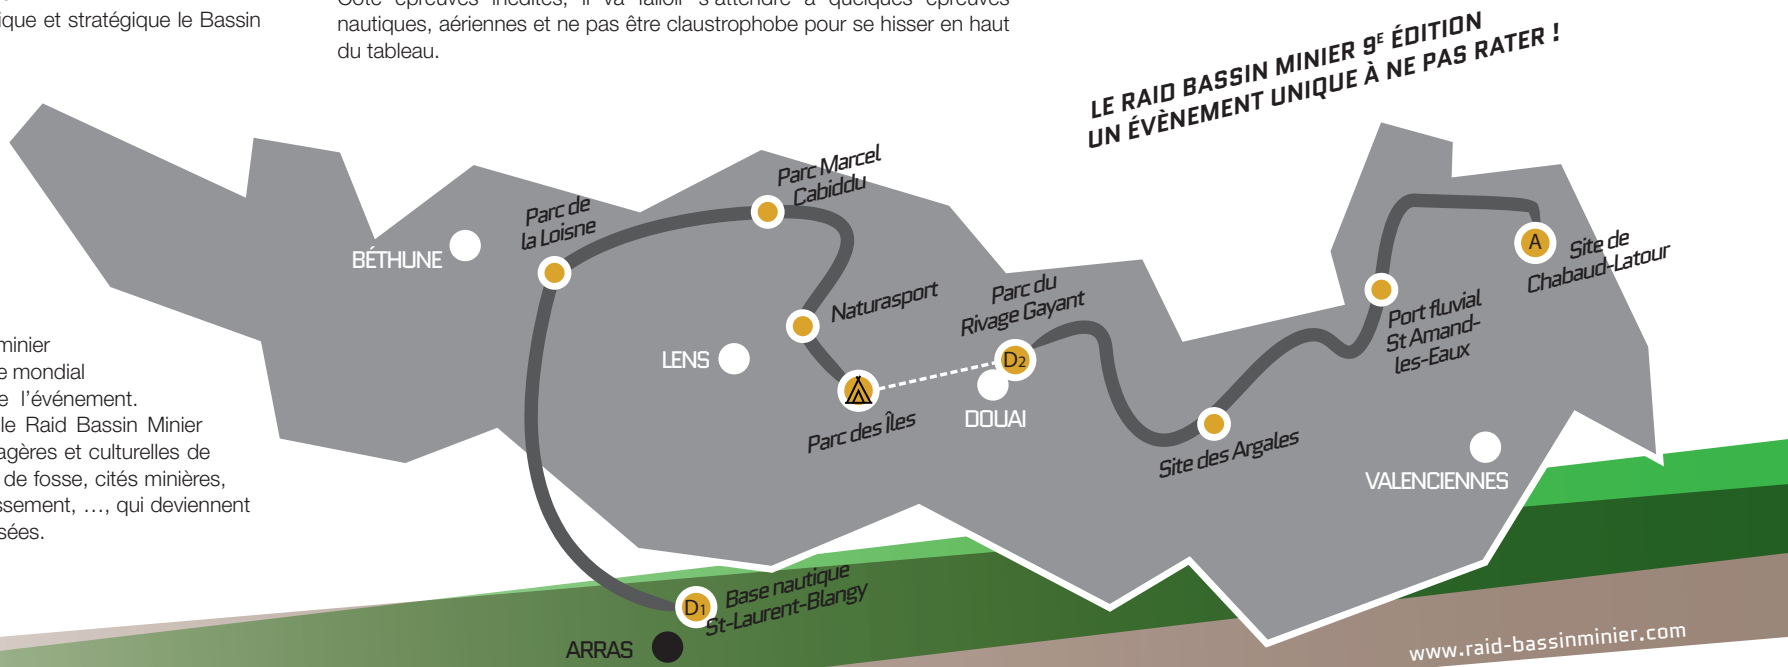 ique et stratégique le Bassin
nautiques, aériennes et ne pas être claustrophobe pour se hisser en haut
du tableau.
LE RAID BASSIN MINIER 9E ÉDITION
UN ÉVÈNEMENT UNIQUE À NE PAS RATER !
Parc Marcel
Cabiddu
Parc de
la Loisne
BÉTHUNE
Naturasport
LENS
Parc des Îles
Parc du
Rivage Gayant
D2
DOUAI
Site des Argales
Port fluvial
St Amand-
les-Eaux
A
Site de
Chabaud-Latour
VALENCIENNES
minier
e mondial
e l'événement.
le Raid Bassin Minier
agères et culturelles de
de fosse, cités minières,
ssement, ..., qui deviennent
sées.
D1
Base nautique
St-Laurent-Blangy
ARRAS
www.raid-bassinminier.com